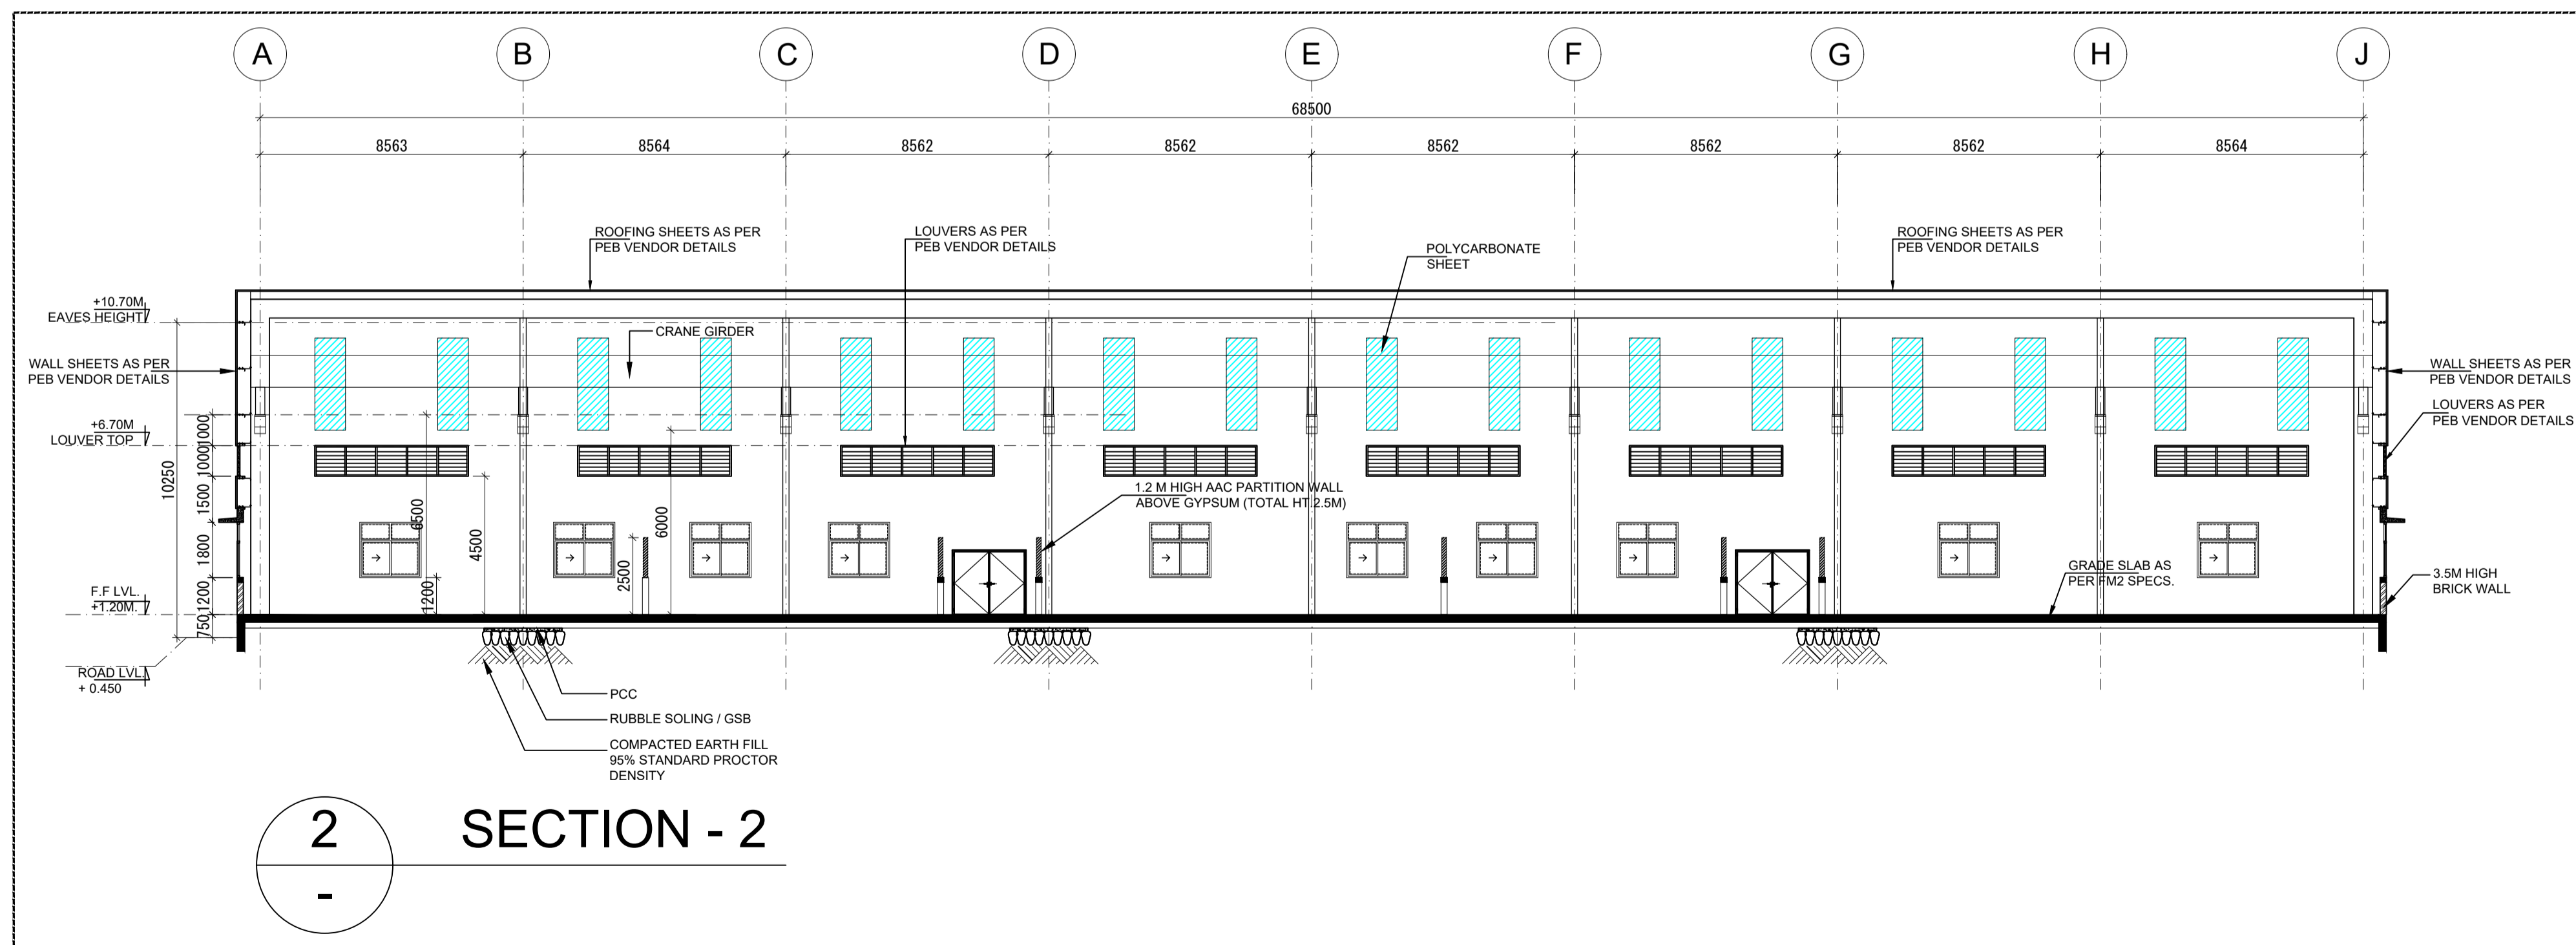 A B C D E F G H J
68500
8563 8564 8562 8562 8562 8562 8562 8564
ROOFING SHEETS AS PER
PEB VENDOR DETAILS
LOUVERS AS PER
PEB VENDOR DETAILS
POLYCARBONATE
SHEET
ROOFING SHEETS AS PER
PEB VENDOR DETAILS
+10.70M
EAVES HEIGHT
CRANE GIRDER
WALL SHEETS AS PER
PEB VENDOR DETAILS
WALL SHEETS AS PER
PEB VENDOR DETAILS
LOUVERS AS PER
PEB VENDOR DETAILS
+6.70M
LOUVER TOP
10250
1000
1000
1500
1800
1200
750
6500
1200
4500
2500
6000
1.2 M HIGH AAC PARTITION WALL
ABOVE GYPSUM (TOTAL HT.2.5M)
GRADE SLAB AS
PER FM2 SPECS.
3.5M HIGH
BRICK WALL
F.F LVL.
+1.20M.
ROAD LVL.
+ 0.450
PCC
RUBBLE SOLING / GSB
COMPACTED EARTH FILL
95% STANDARD PROCTOR
DENSITY
2
-
SECTION - 2